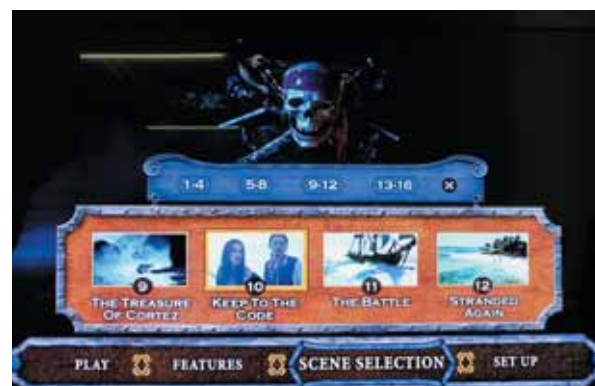 1-4 5-8 9-12 13-16 X
9 10 11 12
THE TREASURE OF CORTEZ
KEEP TO THE CODE
THE BATTLE
STRANDED AGAIN
PLAY FEATURES SCENE SELECTION SET UP